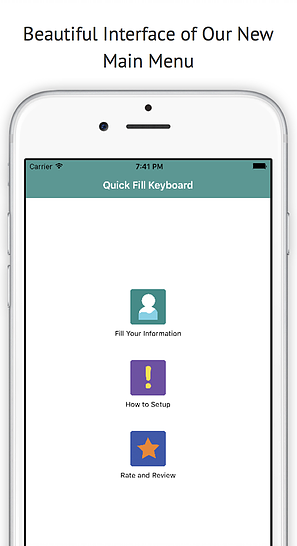 Beautiful Interface of Our New
Main Menu
Carrier 7:41 PM
Quick Fill Keyboard
Fill Your Information
How to Setup
Rate and Review